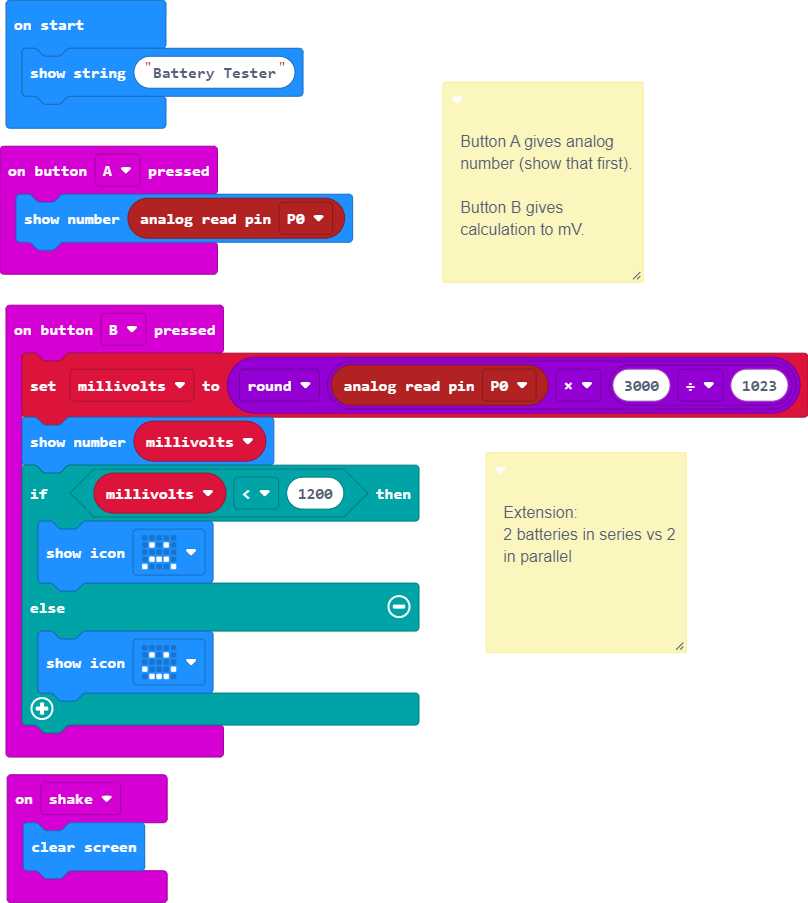 on start
show string "Battery Tester"
on button A pressed
show number analog read pin P0
Button A gives analog
number (show that first).
Button B gives
calculation to mV.
on button B pressed
set millivolts to round analog read pin P0 × 3000 ÷ 1023
show number millivolts
if millivolts < 1200 then
show icon
else
show icon
Extension:
2 batteries in series vs 2
in parallel
on shake
clear screen